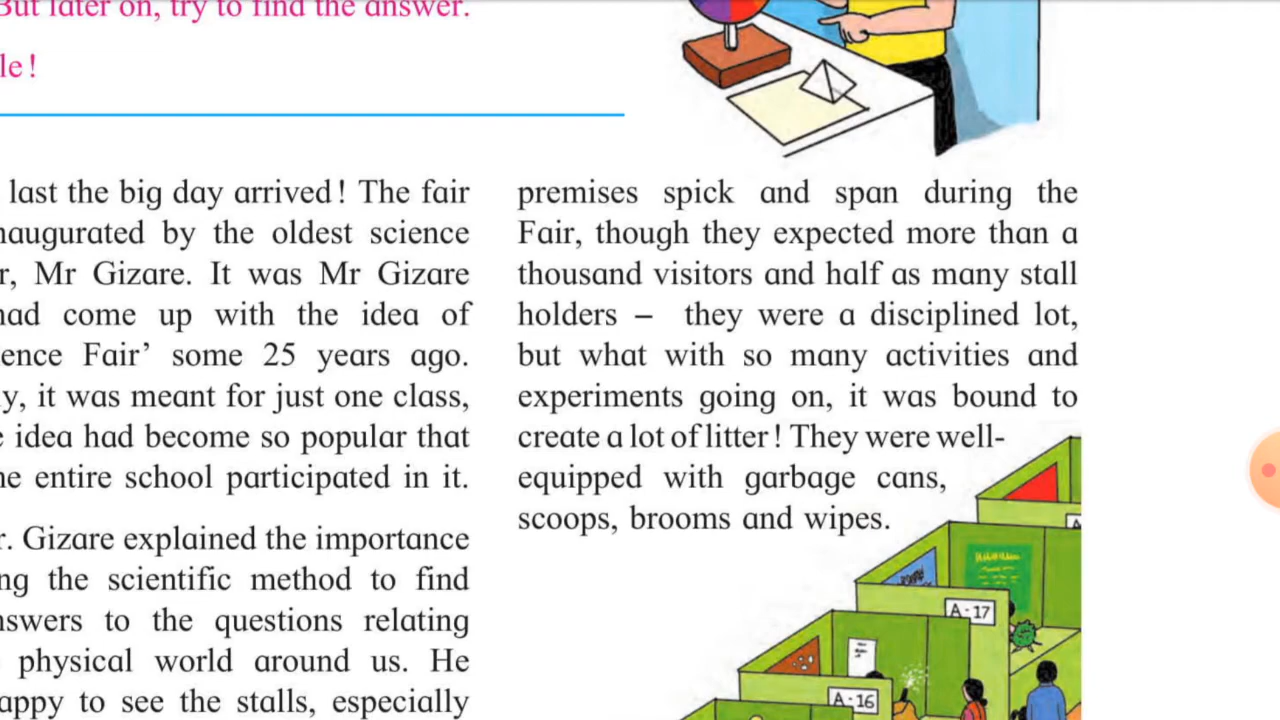 But later on, try to find the answer.
le!
last the big day arrived! The fair
naugurated by the oldest science
r, Mr Gizare. It was Mr Gizare
had come up with the idea of
ence Fair’ some 25 years ago.
y, it was meant for just one class,
e idea had become so popular that
he entire school participated in it.
r. Gizare explained the importance
ng the scientific method to find
nswers to the questions relating
physical world around us. He
appy to see the stalls, especially
premises spick and span during the
Fair, though they expected more than a
thousand visitors and half as many stall
holders – they were a disciplined lot,
but what with so many activities and
experiments going on, it was bound to
create a lot of litter! They were well-
equipped with garbage cans,
scoops, brooms and wipes.
A-17
A-16